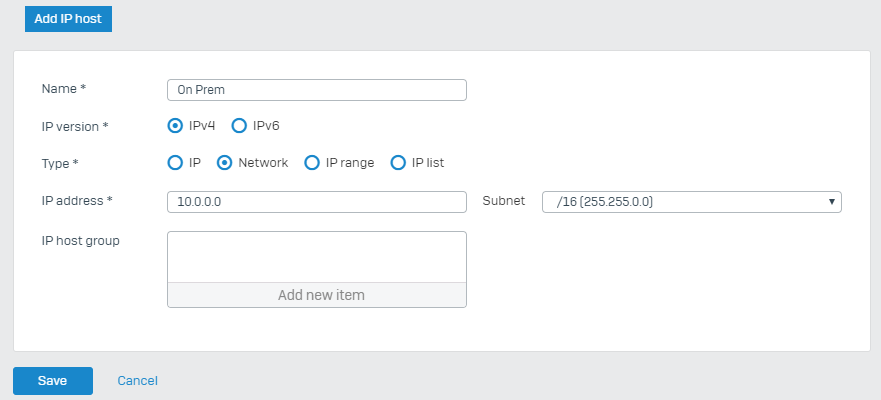 Add IP host
Name * On Prem
IP version * IPv4 IPv6
Type * IP Network IP range IP list
IP address * 10.0.0.0 Subnet /16 (255.255.0.0)
IP host group
Add new item
Save Cancel